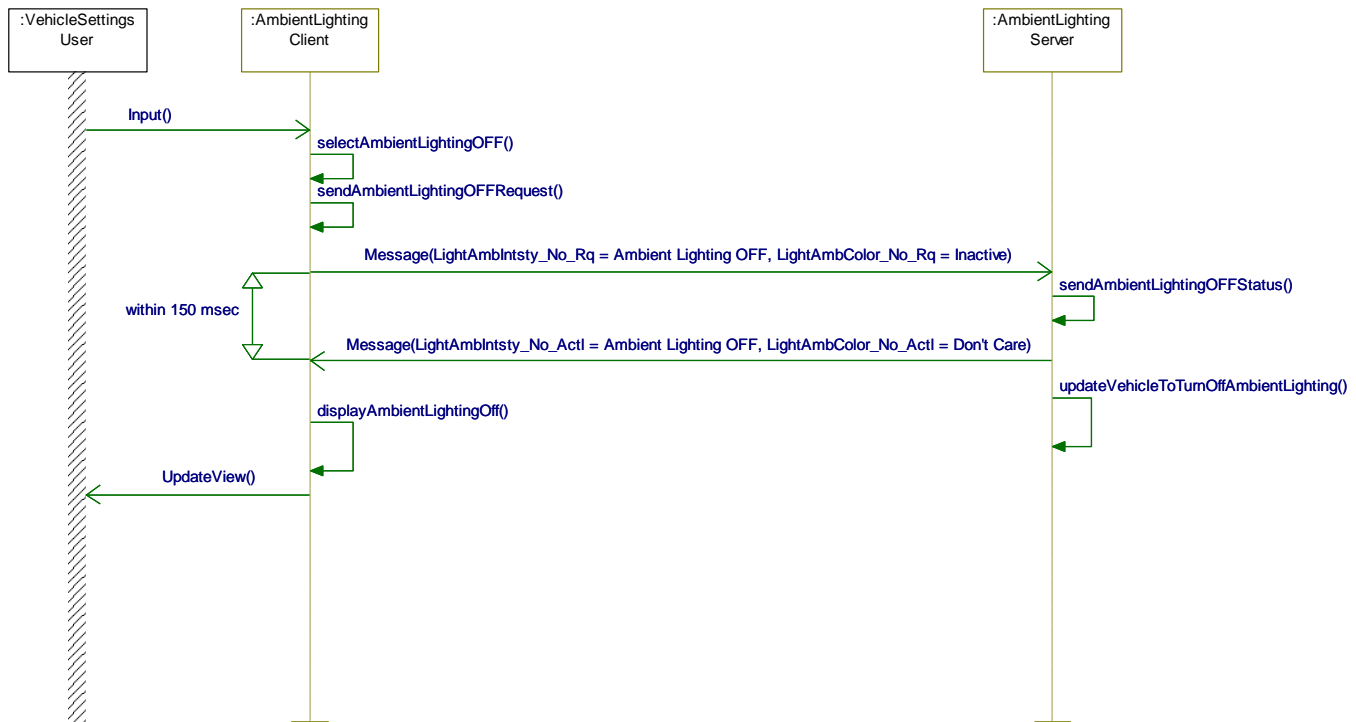 :VehicleSettings
User
:AmbientLighting
Client
:AmbientLighting
Server
Input()
selectAmbientLightingOFF()
sendAmbientLightingOFFRequest()
Message(LightAmbIntsty_No_Rq = Ambient Lighting OFF, LightAmbColor_No_Rq = Inactive)
sendAmbientLightingOFFStatus()
within 150 msec
Message(LightAmbIntsty_No_Actl = Ambient Lighting OFF, LightAmbColor_No_Actl = Don't Care)
updateVehicleToTurnOffAmbientLighting()
displayAmbientLightingOff()
UpdateView()